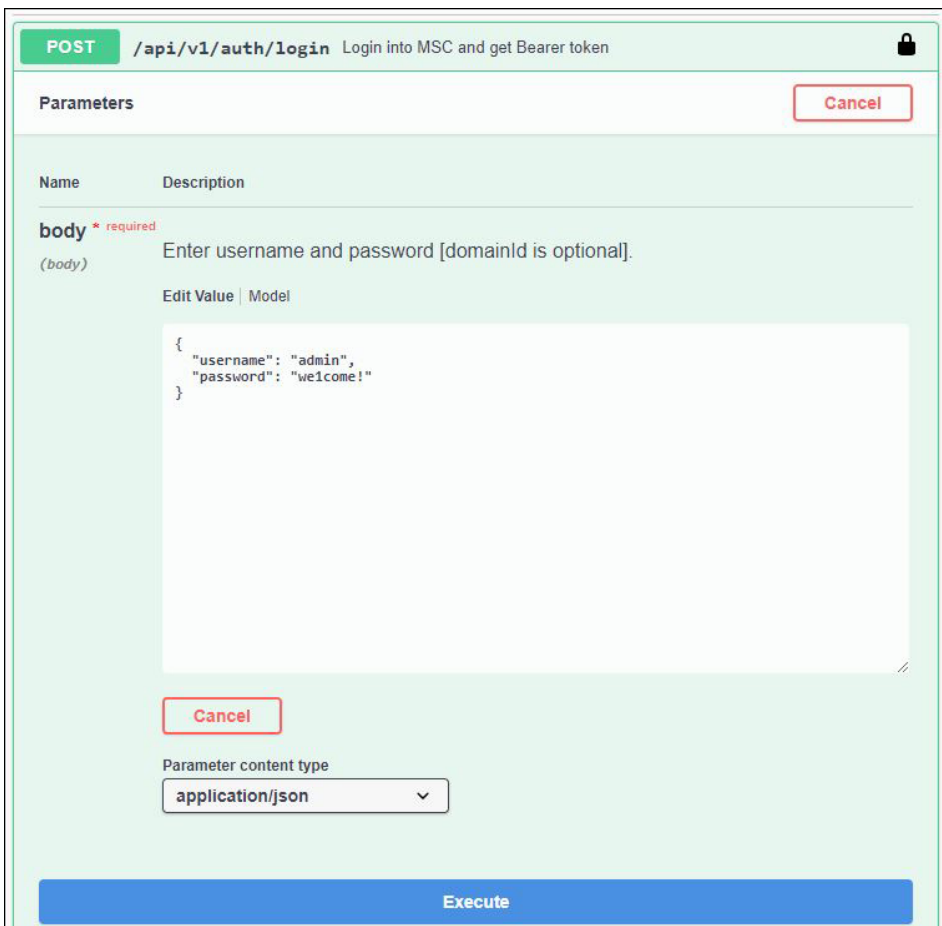 POST /api/v1/auth/login Login into MSC and get Bearer token
Parameters Cancel
Name Description
body * required
(body)
Enter username and password [domainId is optional].
Edit Value | Model
{
"username": "admin",
"password": "we1come!"
}
Cancel
Parameter content type
application/json
Execute